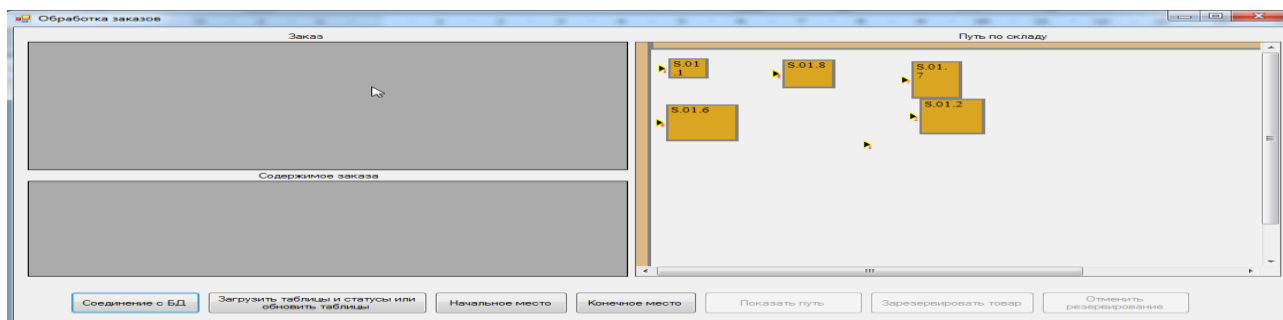 Обработка заказов
Заказ
Путь по складу
S.01
.1
S.01.8
S.01.
7
S.01.6
S.01.2
Содержимое заказа
Соединение с БД
Загрузить таблицы и статусы или
обновить таблицы
Начальное место
Конечное место
Показать путь
Зарезервировать товар
Отменить
резервирование